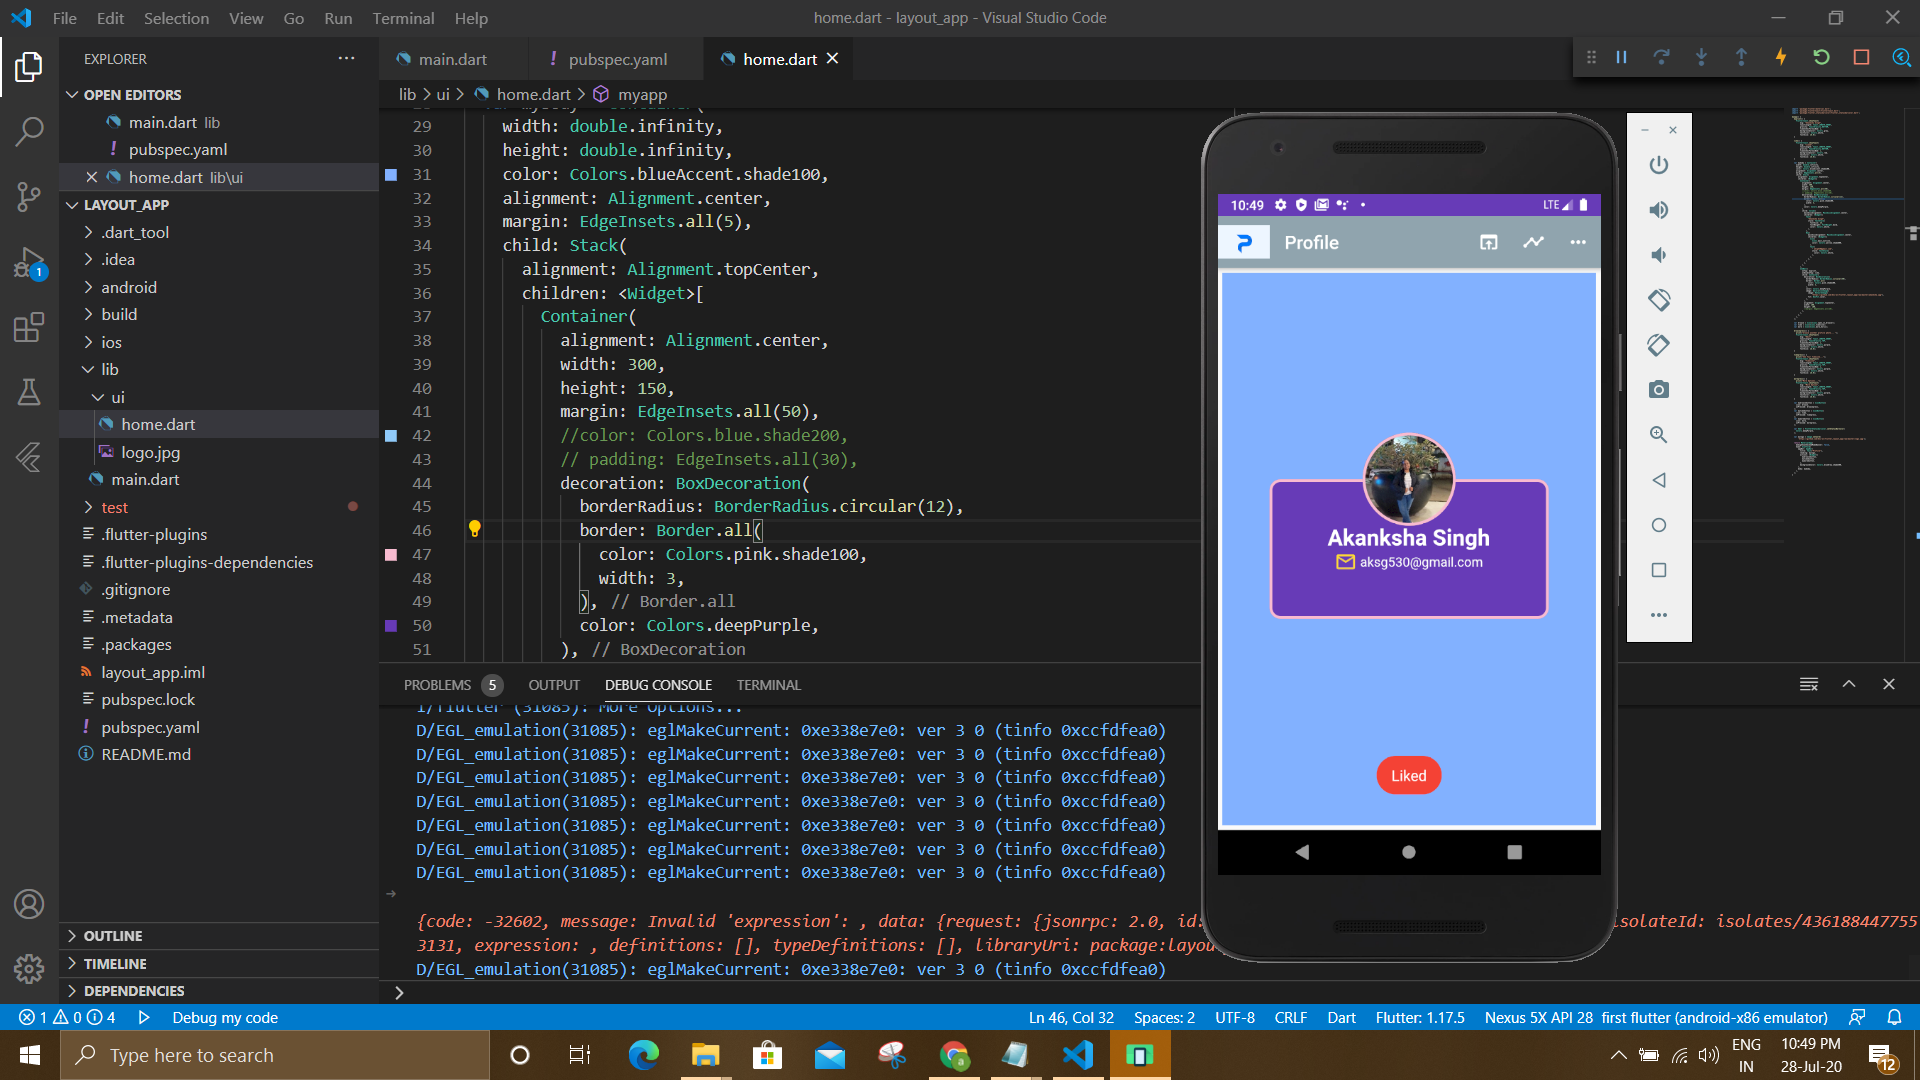 File Edit Selection View Go Run Terminal Help
home.dart - layout_app - Visual Studio Code
EXPLORER
OPEN EDITORS
main.dart lib
! pubspec.yaml
home.dart lib\ui
LAYOUT_APP
.dart_tool
.idea
android
build
ios
lib
ui
home.dart
logo.jpg
main.dart
test
.flutter-plugins
.flutter-plugins-dependencies
.gitignore
.metadata
.packages
layout_app.iml
pubspec.lock
! pubspec.yaml
README.md
OUTLINE
TIMELINE
DEPENDENCIES
1
main.dart
! pubspec.yaml
home.dart
lib > ui > home.dart > myapp
29 width: double.infinity,
30 height: double.infinity,
31 color: Colors.blueAccent.shade100,
32 alignment: Alignment.center,
33 margin: EdgeInsets.all(5),
34 child: Stack(
35 alignment: Alignment.topCenter,
36 children: <Widget>[
37 Container(
38 alignment: Alignment.center,
39 width: 300,
40 height: 150,
41 margin: EdgeInsets.all(50),
42 //color: Colors.blue.shade200,
43 // padding: EdgeInsets.all(30),
44 decoration: BoxDecoration(
45 borderRadius: BorderRadius.circular(12),
46 border: Border.all(
47 color: Colors.pink.shade100,
48 width: 3,
49 ), // Border.all
50 color: Colors.deepPurple,
51 ), // BoxDecoration
PROBLEMS 5 OUTPUT DEBUG CONSOLE TERMINAL
I/flutter (31085): More Options...
D/EGL_emulation(31085): eglMakeCurrent: 0xe338e7e0: ver 3 0 (tinfo 0xccfdfea0)
D/EGL_emulation(31085): eglMakeCurrent: 0xe338e7e0: ver 3 0 (tinfo 0xccfdfea0)
D/EGL_emulation(31085): eglMakeCurrent: 0xe338e7e0: ver 3 0 (tinfo 0xccfdfea0)
D/EGL_emulation(31085): eglMakeCurrent: 0xe338e7e0: ver 3 0 (tinfo 0xccfdfea0)
D/EGL_emulation(31085): eglMakeCurrent: 0xe338e7e0: ver 3 0 (tinfo 0xccfdfea0)
D/EGL_emulation(31085): eglMakeCurrent: 0xe338e7e0: ver 3 0 (tinfo 0xccfdfea0)
D/EGL_emulation(31085): eglMakeCurrent: 0xe338e7e0: ver 3 0 (tinfo 0xccfdfea0)
{code: -32602, message: Invalid 'expression': , data: {request: {jsonrpc: 2.0, id: solateId: isolates/436188447755
3131, expression: , definitions: [], typeDefinitions: [], libraryUri: package:layou
D/EGL_emulation(31085): eglMakeCurrent: 0xe338e7e0: ver 3 0 (tinfo 0xccfdfea0)
10:49 LTE
Profile
Akanksha Singh
aksg530@gmail.com
Liked
1 0 4 Debug my code
Ln 46, Col 32 Spaces: 2 UTF-8 CRLF Dart Flutter: 1.17.5 Nexus 5X API 28 first flutter (android-x86 emulator)
Type here to search
ENG
IN
10:49 PM
28-Jul-20
12